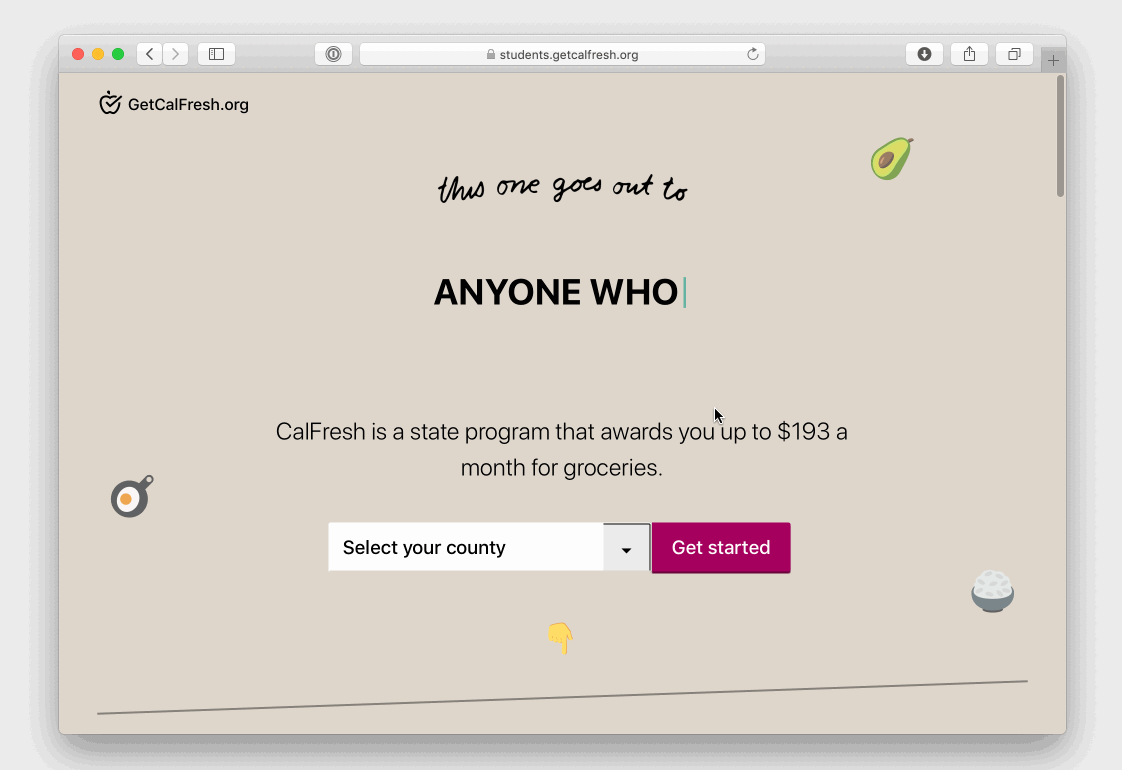 students.getcalfresh.org
GetCalFresh.org
this one goes out to
ANYONE WHO
CalFresh is a state program that awards you up to $193 a
month for groceries.
Select your county
Get started